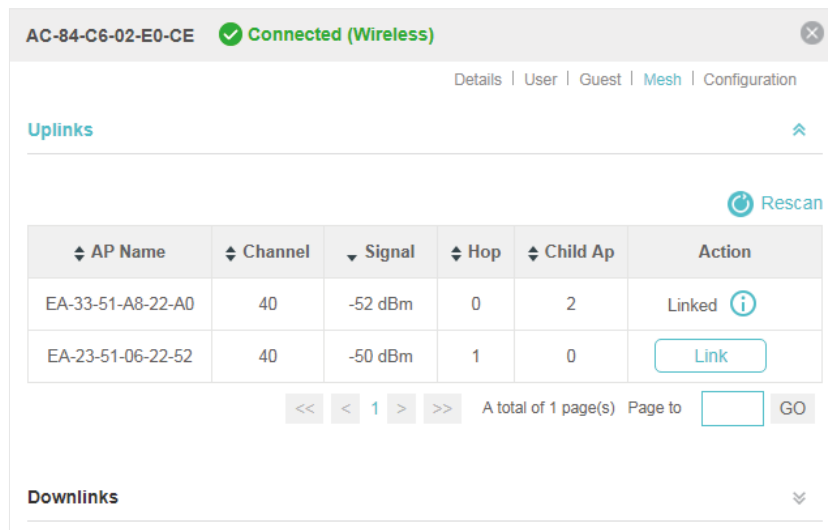 AC-84-C6-02-E0-CE Connected (Wireless)
Details | User | Guest | Mesh | Configuration
Uplinks
Rescan
AP Name Channel Signal Hop Child Ap Action
EA-33-51-A8-22-A0 40 -52 dBm 0 2 Linked
EA-23-51-06-22-52 40 -50 dBm 1 0 Link
<< < 1 > >> A total of 1 page(s) Page to GO
Downlinks